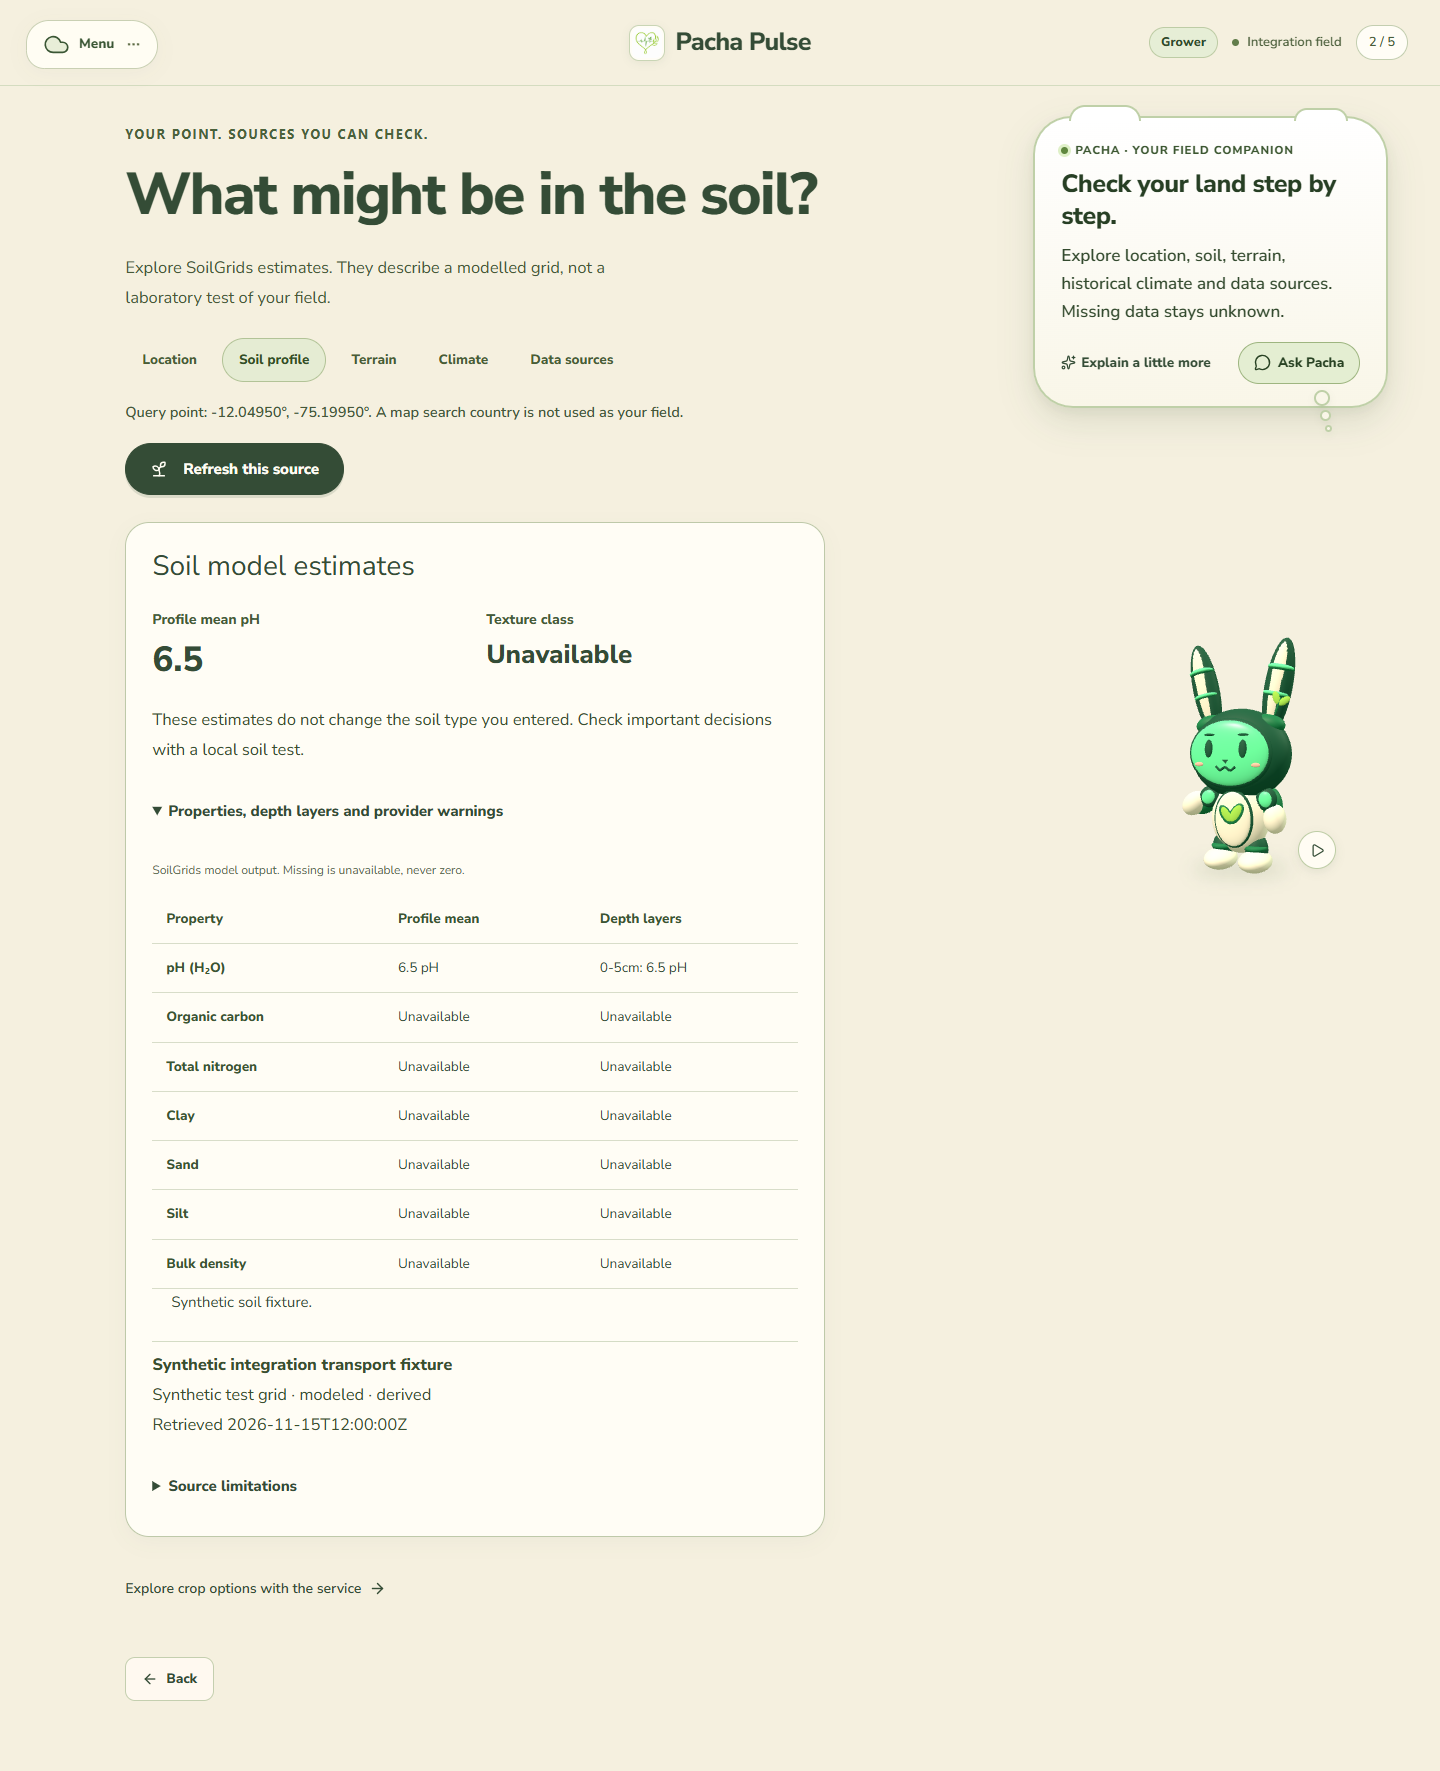 Menu ···
Pacha Pulse
Grower
Integration field
2 / 5
YOUR POINT. SOURCES YOU CAN CHECK.
What might be in the soil?
Explore SoilGrids estimates. They describe a modelled grid, not a
laboratory test of your field.
Location Soil profile Terrain Climate Data sources
Query point: -12.04950°, -75.19950°. A map search country is not used as your field.
Refresh this source
PACHA · YOUR FIELD COMPANION
Check your land step by
step.
Explore location, soil, terrain,
historical climate and data sources.
Missing data stays unknown.
Explain a little more
Ask Pacha
Soil model estimates
Profile mean pH Texture class
6.5 Unavailable
These estimates do not change the soil type you entered. Check important decisions
with a local soil test.
▼ Properties, depth layers and provider warnings
SoilGrids model output. Missing is unavailable, never zero.
Property Profile mean Depth layers
pH (H₂O) 6.5 pH 0-5cm: 6.5 pH
Organic carbon Unavailable Unavailable
Total nitrogen Unavailable Unavailable
Clay Unavailable Unavailable
Sand Unavailable Unavailable
Silt Unavailable Unavailable
Bulk density Unavailable Unavailable
Synthetic soil fixture.
Synthetic integration transport fixture
Synthetic test grid · modeled · derived
Retrieved 2026-11-15T12:00:00Z
▶ Source limitations
Explore crop options with the service →
← Back